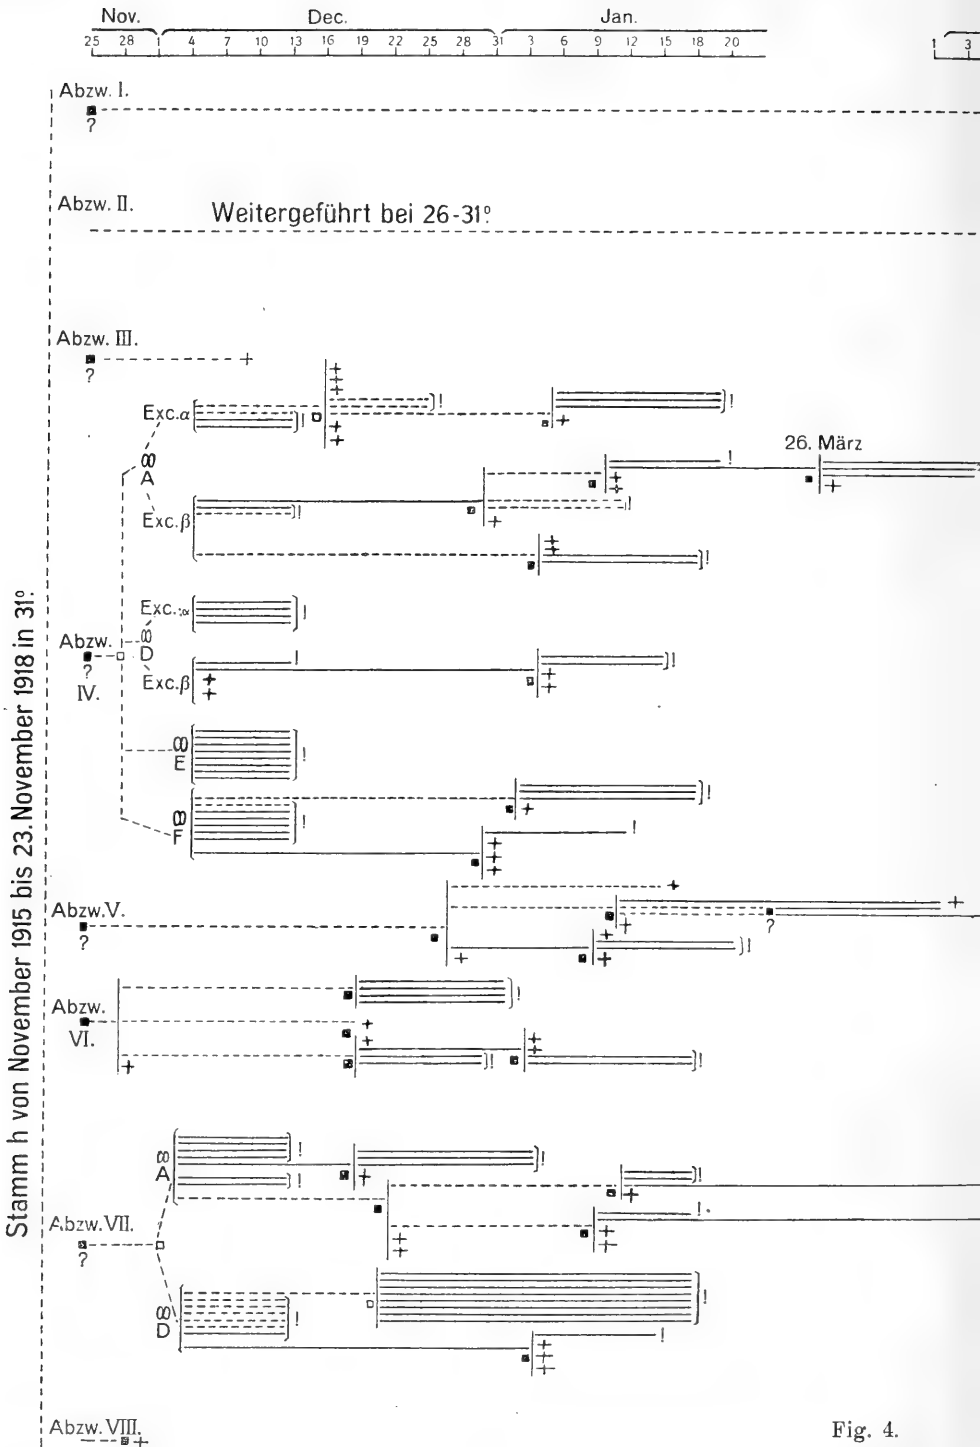 Nov. Dec. Jan.
25 28 1 4 7 10 13 16 19 22 25 28 31 3 6 9 12 15 18 20 1 3
Abzw. I.
?
Abzw. II. Weitergeführt bei 26-31º
Abzw. III.
?
Exc. α
!
!
!
A
26. März
!
Exc. β
!
!
!
Exc. α
!
Abzw.
?
IV.
D
Exc. β
!
!
E
!
F
!
!
!
Abzw. V.
?
?
!
Abzw.
VI.
!
!
!
A
!
!
!
!
Abzw. VII.
?
!
D
!
!
!
Abzw. VIII.
Stamm h von November 1915 bis 23. November 1918 in 31º.
Fig. 4.